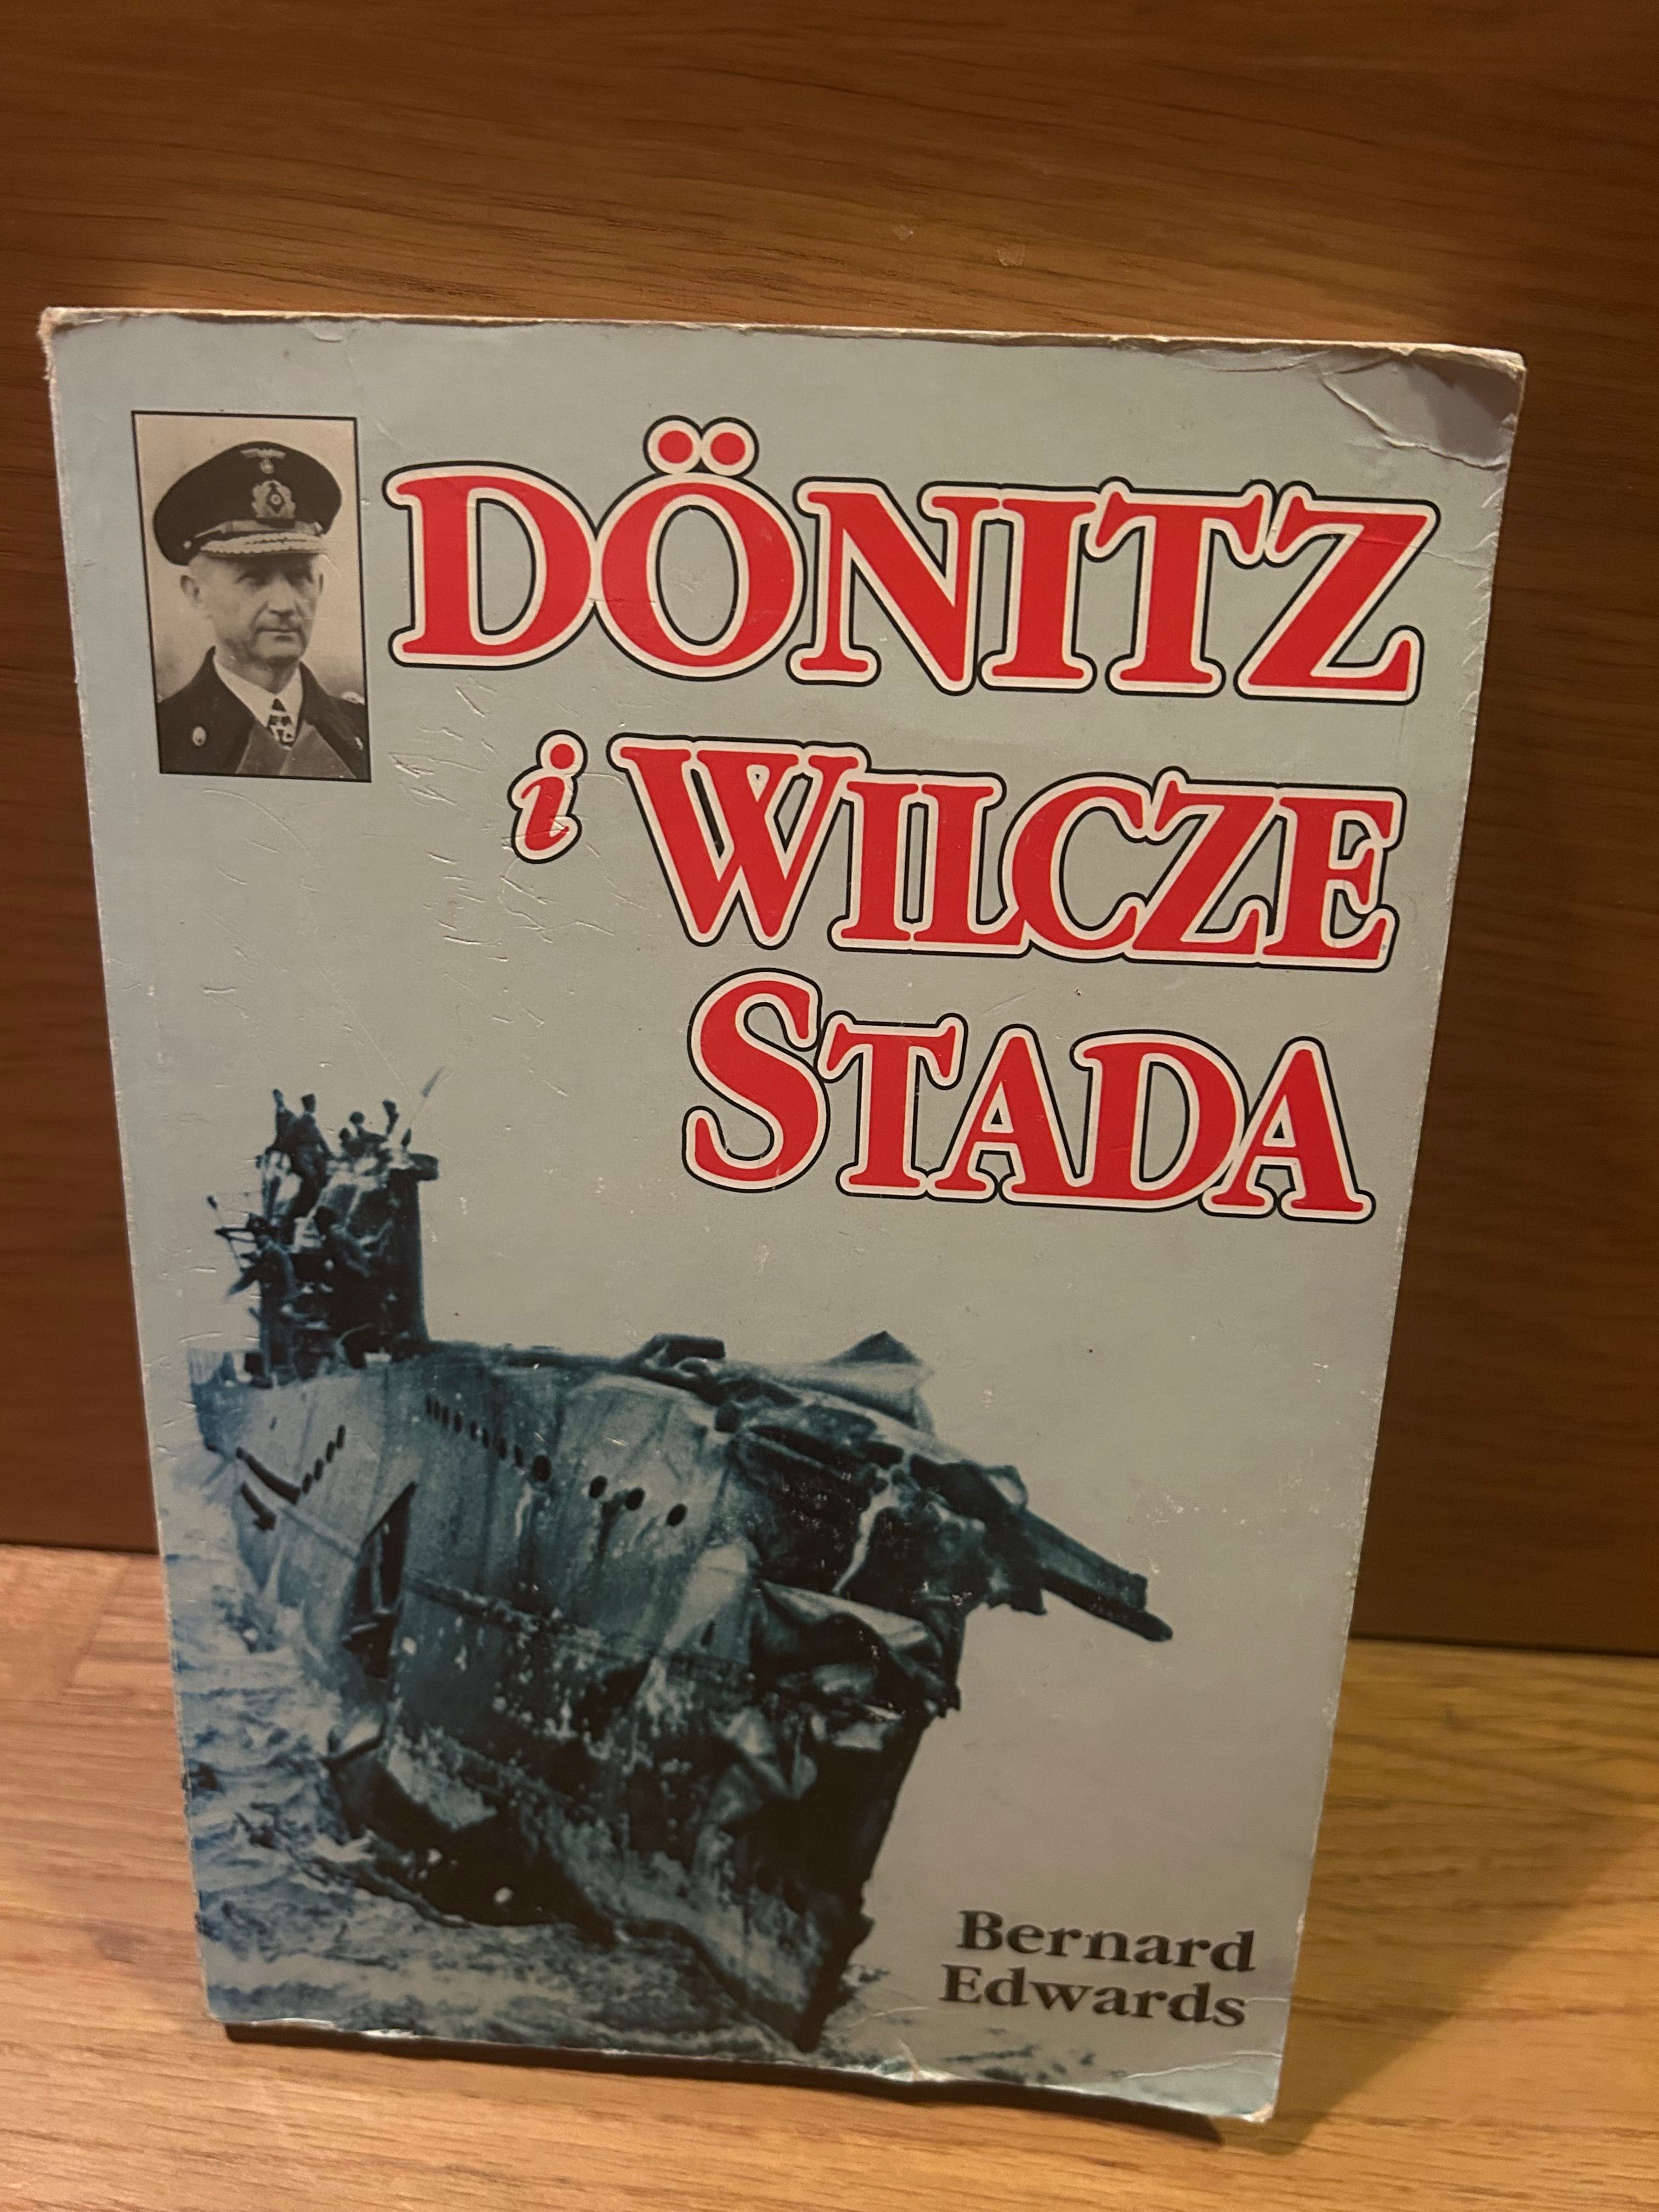 DÖNITZ
i WILCZE
STADA
Bernard
Edwards